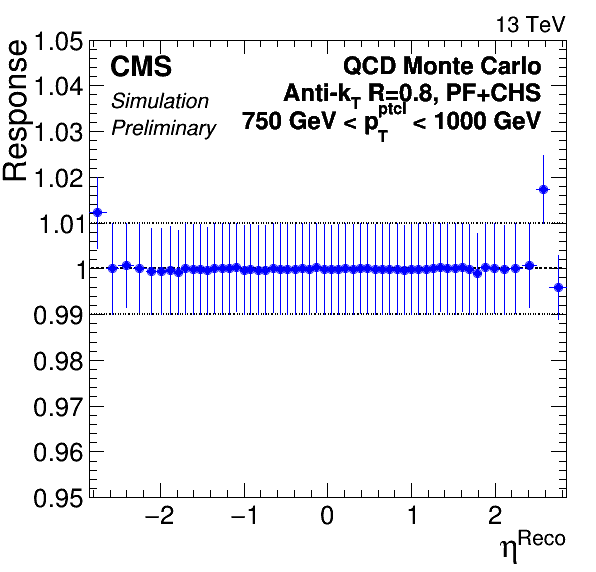 13 TeV
Response
CMS
Simulation
Preliminary
QCD Monte Carlo
Anti-k_T R=0.8, PF+CHS
750 GeV < p_T^ptcl < 1000 GeV
1.05
1.04
1.03
1.02
1.01
1
0.99
0.98
0.97
0.96
0.95
−2
−1
0
1
2
η^Reco